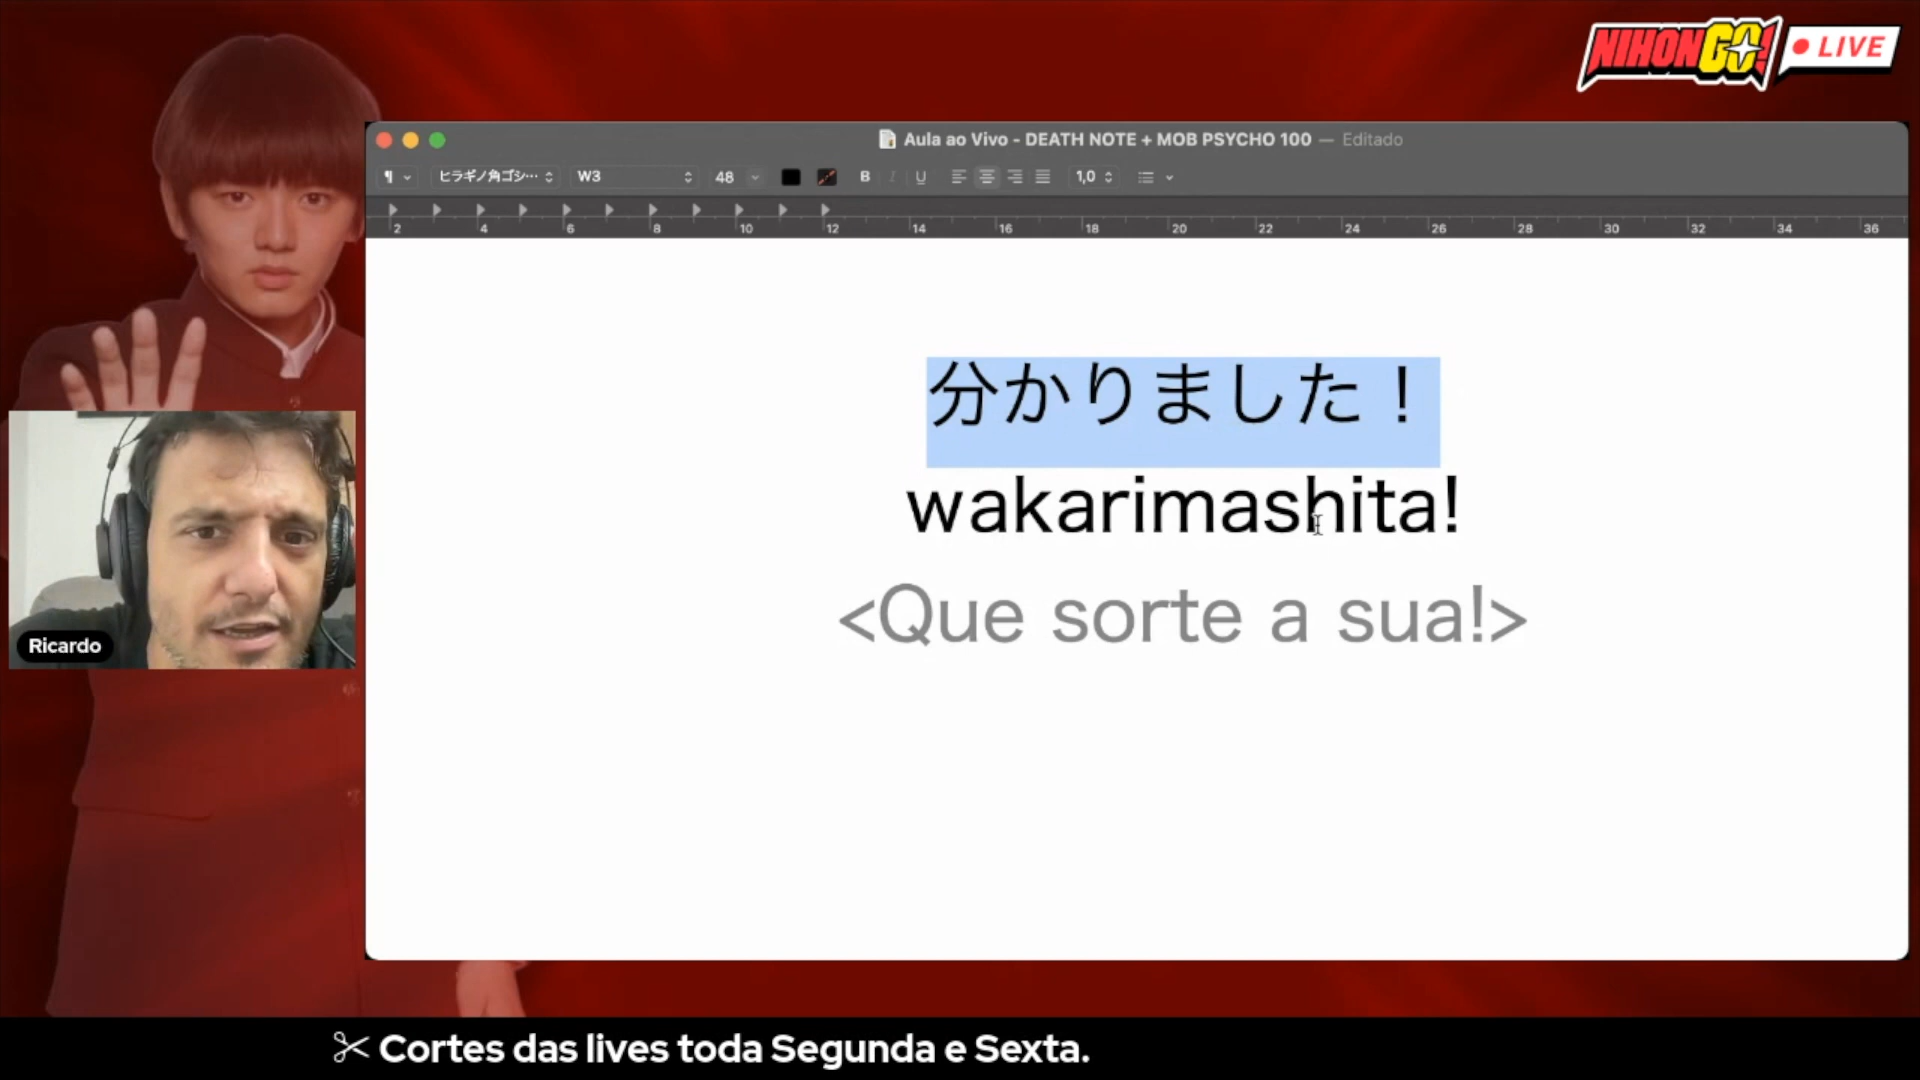 NIHONGO! LIVE
Aula ao Vivo - DEATH NOTE + MOB PSYCHO 100 — Editado
¶ ヒラギノ角ゴシ… W3 48 B I U 1,0
2 4 6 8 10 12 14 16 18 20 22 24 26 28 30 32 34 36
分かりました！
wakarimashita!
<Que sorte a sua!>
Ricardo
Cortes das lives toda Segunda e Sexta.